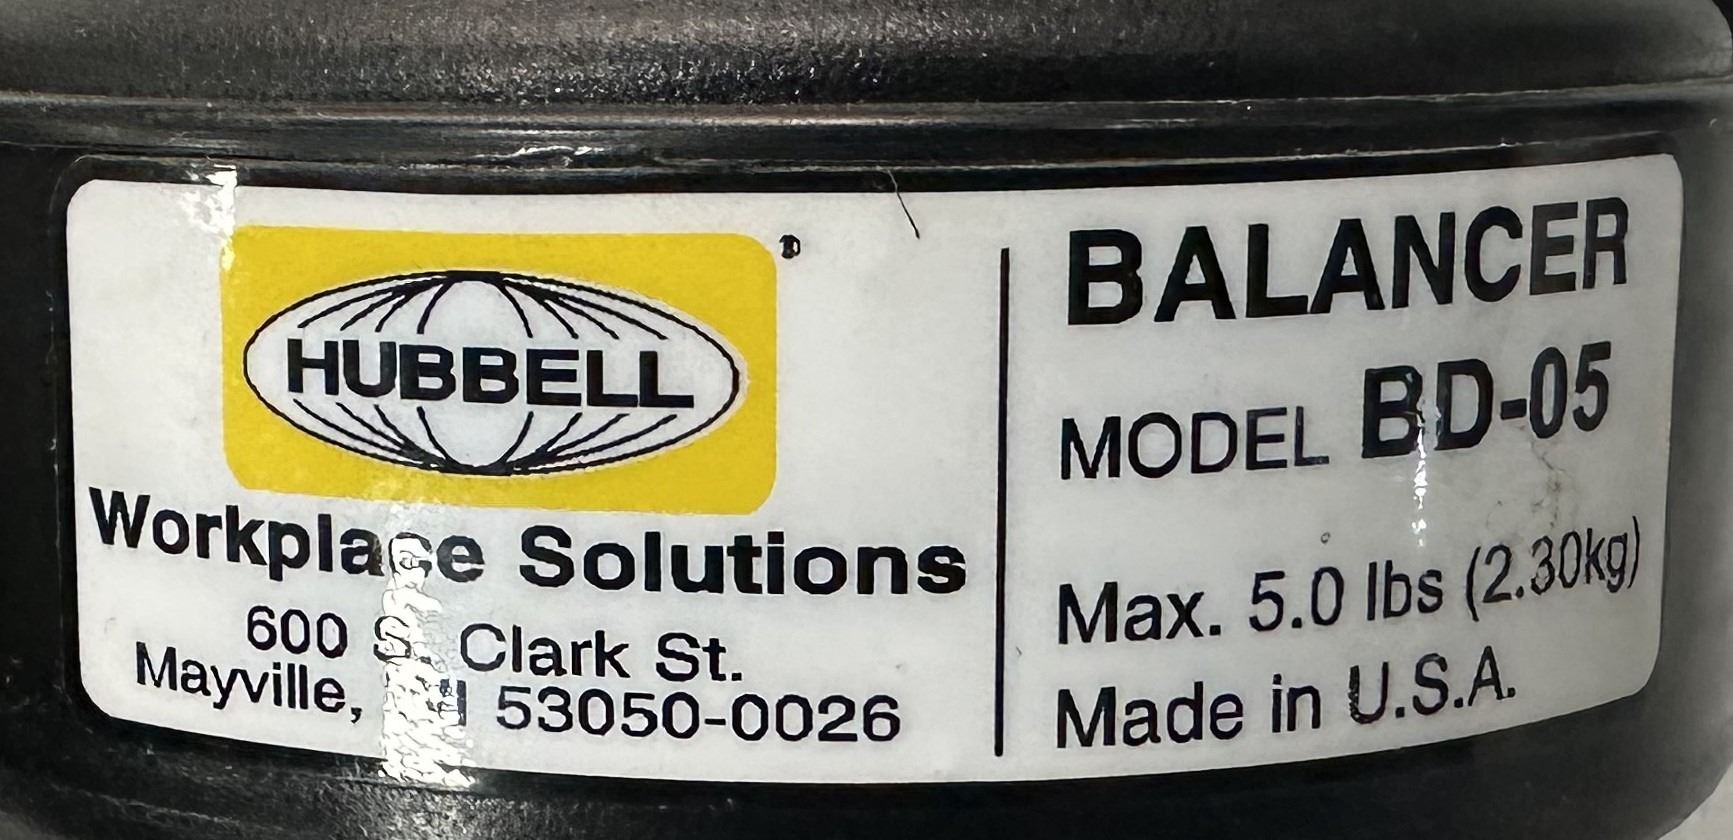 HUBBELL
Workplace Solutions
600 S. Clark St.
Mayville, 53050-0026
BALANCER
MODEL BD-05
Max. 5.0 lbs (2.30kg)
Made in U.S.A.